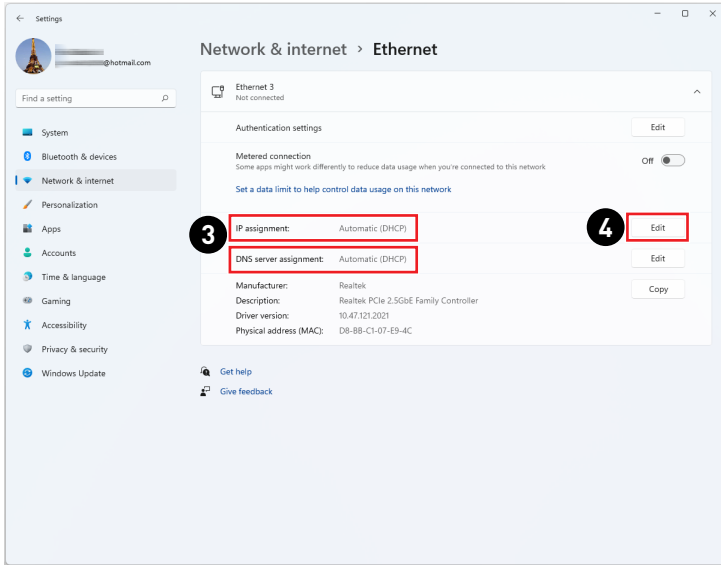 Settings
@hotmail.com
Find a setting
System
Bluetooth & devices
Network & internet
Personalization
Apps
Accounts
Time & language
Gaming
Accessibility
Privacy & security
Windows Update
Network & internet > Ethernet
Ethernet 3
Not connected
Authentication settings
Edit
Metered connection
Some apps might work differently to reduce data usage when you're connected to this network
Off
Set a data limit to help control data usage on this network
3
IP assignment: Automatic (DHCP)
4
Edit
DNS server assignment: Automatic (DHCP)
Edit
Manufacturer: Realtek
Copy
Description: Realtek PCIe 2.5GbE Family Controller
Driver version: 10.47.121.2021
Physical address (MAC): D8-BB-C1-07-E9-4C
Get help
Give feedback